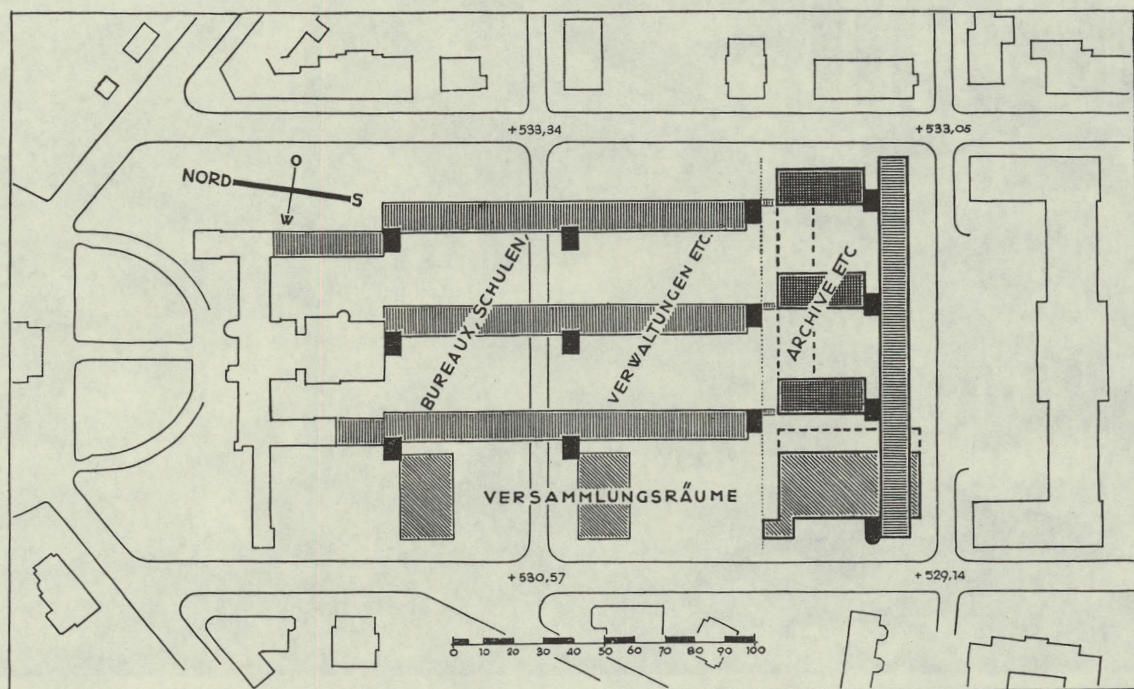 +533,34
+533,05
O
NORD
S
W
BUREAUX, SCHULEN,
VERWALTUNGEN ETC.
ARCHIVE ETC
VERSAMMLUNGSRÄUME
+530,57
+529,14
0 10 20 30 40 50 60 70 80 90 100